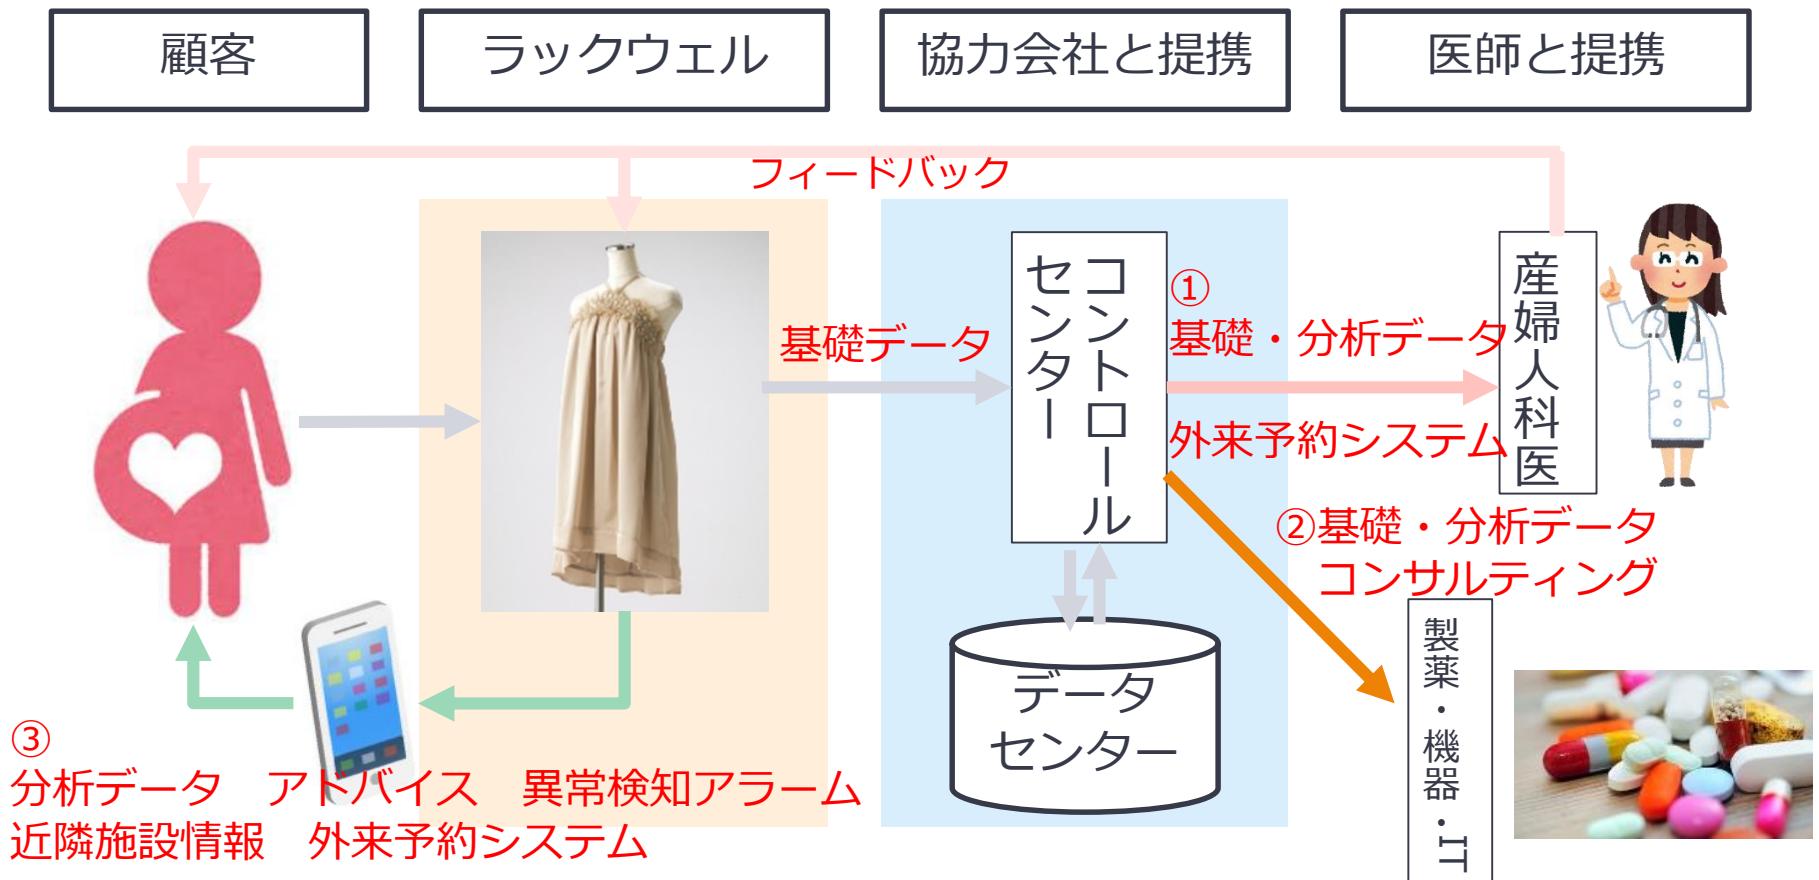 顧客
ラックウェル
協力会社と提携
医師と提携
フィードバック
基礎データ
コントロール
センター
①
基礎・分析データ
外来予約システム
産婦人科医
②基礎・分析データ
コンサルティング
データ
センター
製薬・機器・IT
③
分析データ　アドバイス　異常検知アラーム
近隣施設情報　外来予約システム